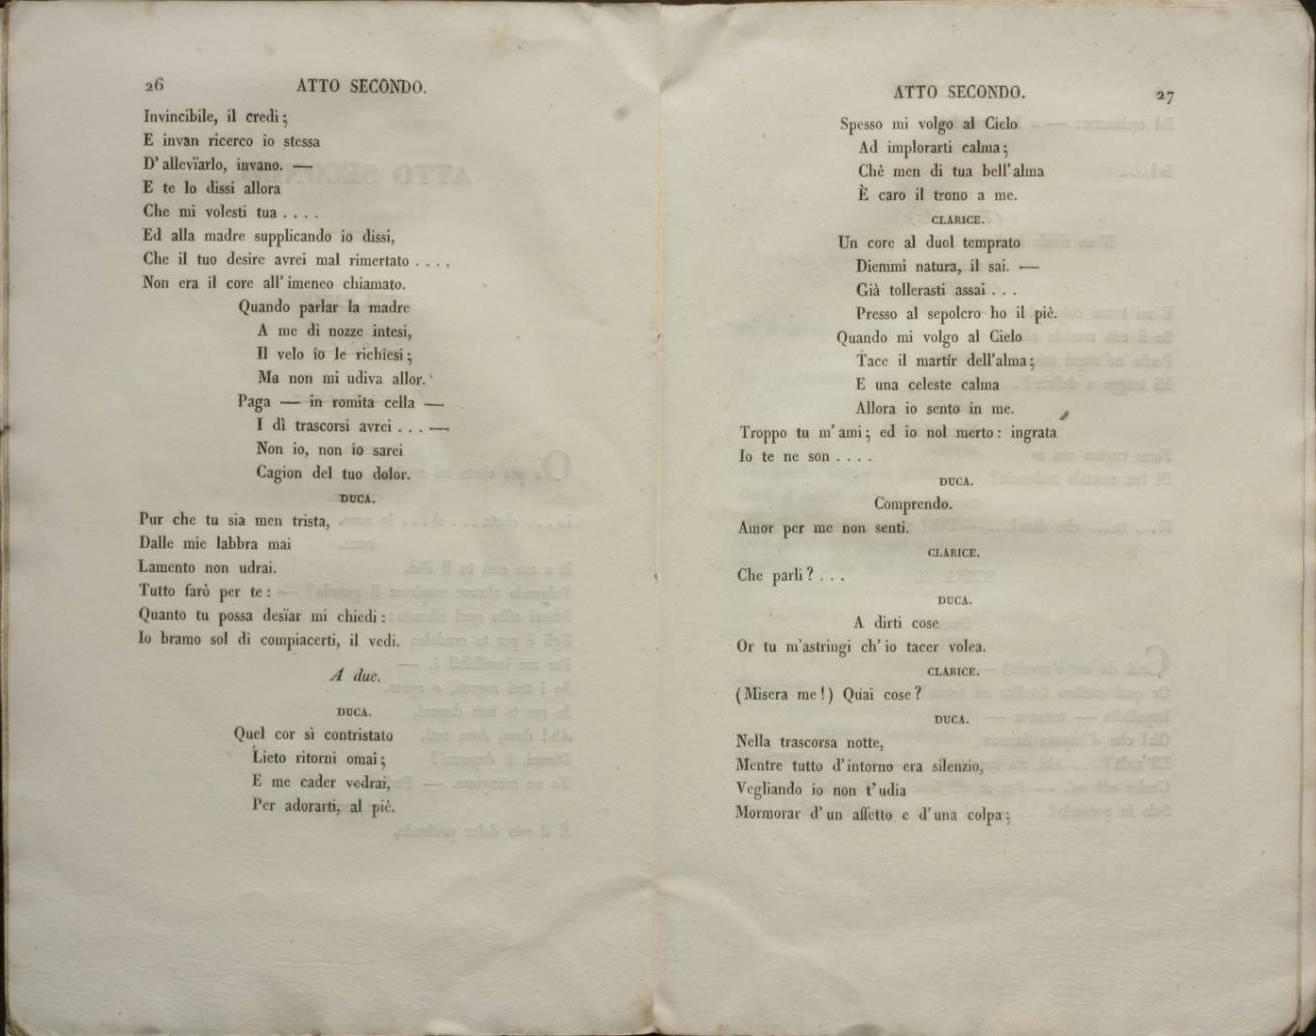 26 ATTO SECONDO.
Invincibile, il credi;
E invan ricerco io stessa
D'allevïarlo, invano. —
E te lo dissi allora
Che mi volesti tua . . . .
Ed alla madre supplicando io dissi,
Che il tuo desire avrei mal rimertato . . . .
Non era il core all'imeneo chiamato.
Quando parlar la madre
A me di nozze intesi,
Il velo io le richiesi;
Ma non mi udiva allor.
Paga — in romita cella —
I dì trascorsi avrei . . . —
Non io, non io sarei
Cagion del tuo dolor.
DUCA.
Pur che tu sia men trista,
Dalle mie labbra mai
Lamento non udrai.
Tutto farò per te:
Quanto tu possa desïar mi chiedi:
Io bramo sol di compiacerti, il vedi.
A due.
DUCA.
Quel cor sì contristato
Lieto ritorni omai;
E me cader vedrai,
Per adorarti, al piè.
ATTO SECONDO. 27
Spesso mi volgo al Cielo
Ad implorarti calma;
Chè men di tua bell'alma
È caro il trono a me.
CLARICE.
Un core al duol temprato
Diemmi natura, il sai. —
Già tollerasti assai . . .
Presso al sepolcro ho il piè.
Quando mi volgo al Cielo
Tace il martír dell'alma;
E una celeste calma
Allora io sento in me.
Troppo tu m'ami; ed io nol merto: ingrata
Io te ne son . . . .
DUCA.
Comprendo.
Amor per me non senti.
CLARICE.
Che parli? . . .
DUCA.
A dirti cose
Or tu m'astringi ch'io tacer volea.
CLARICE.
(Misera me!) Quai cose?
DUCA.
Nella trascorsa notte,
Mentre tutto d'intorno era silenzio,
Vegliando io non t'udia
Mormorar d'un affetto e d'una colpa;